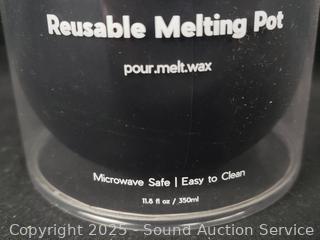 Reusable Melting Pot
pour.melt.wax
Microwave Safe | Easy to Clean
11.8 fl oz / 350ml
Copyright 2025 - Sound Auction Service